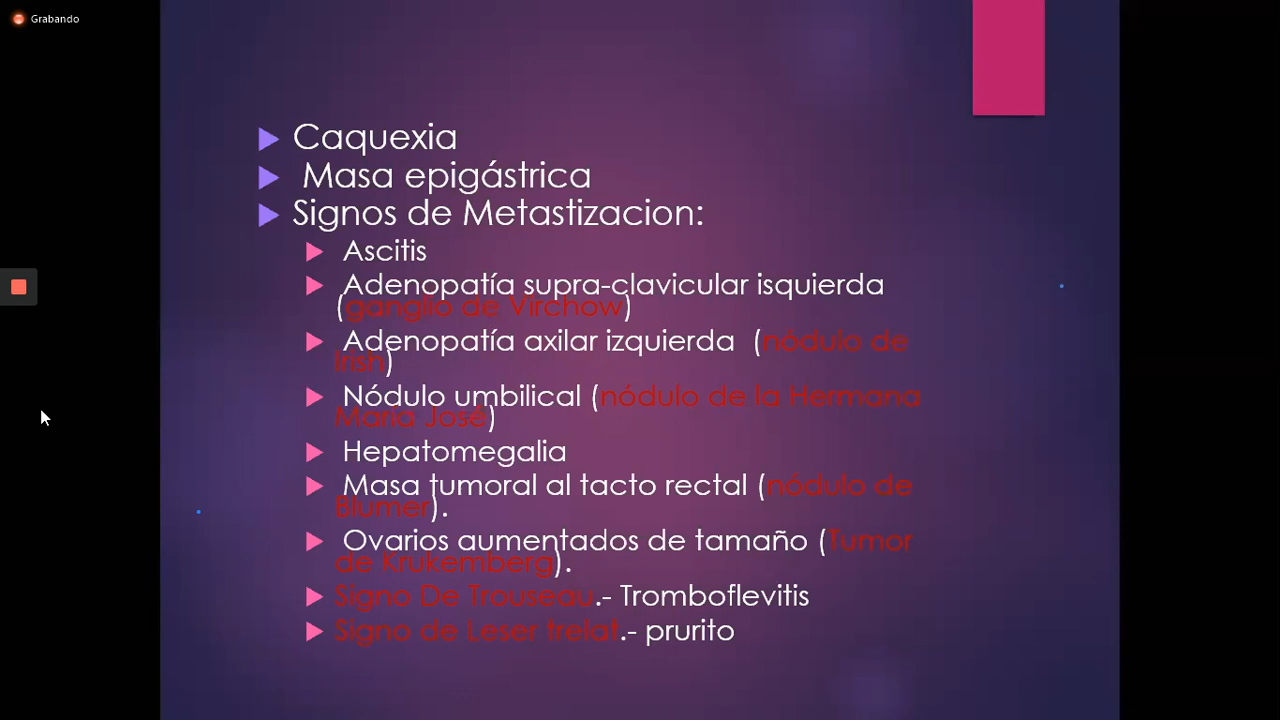 Grabando
Caquexia
Masa epigástrica
Signos de Metastizacion:
Ascitis
Adenopatía supra-clavicular isquierda
(ganglio de Virchow)
Adenopatía axilar izquierda (nódulo de
Irish)
Nódulo umbilical (nódulo de la Hermana
María José)
Hepatomegalia
Masa tumoral al tacto rectal (nódulo de
Blumer).
Ovarios aumentados de tamaño (Tumor
de Krukemberg).
Signo De Trouseau.- Tromboflevitis
Signo de Leser trelat.- prurito